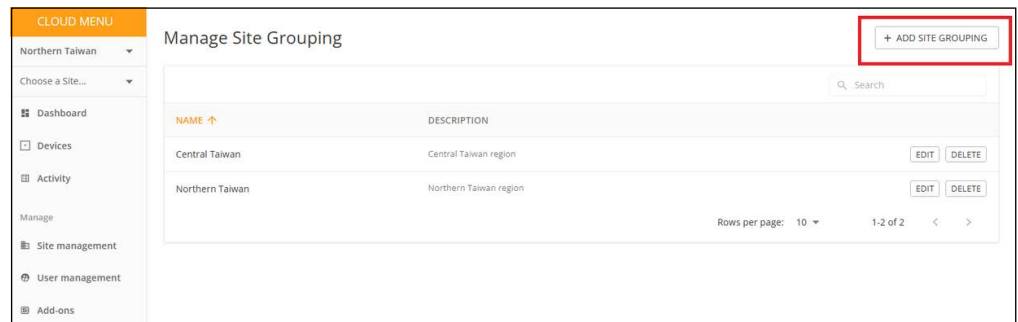 CLOUD MENU
Northern Taiwan
Choose a Site...
Dashboard
Devices
Activity
Manage
Site management
User management
Add-ons
Manage Site Grouping
+ ADD SITE GROUPING
Search
NAME ↑ DESCRIPTION
Central Taiwan Central Taiwan region EDIT DELETE
Northern Taiwan Northern Taiwan region EDIT DELETE
Rows per page: 10 1-2 of 2 < >